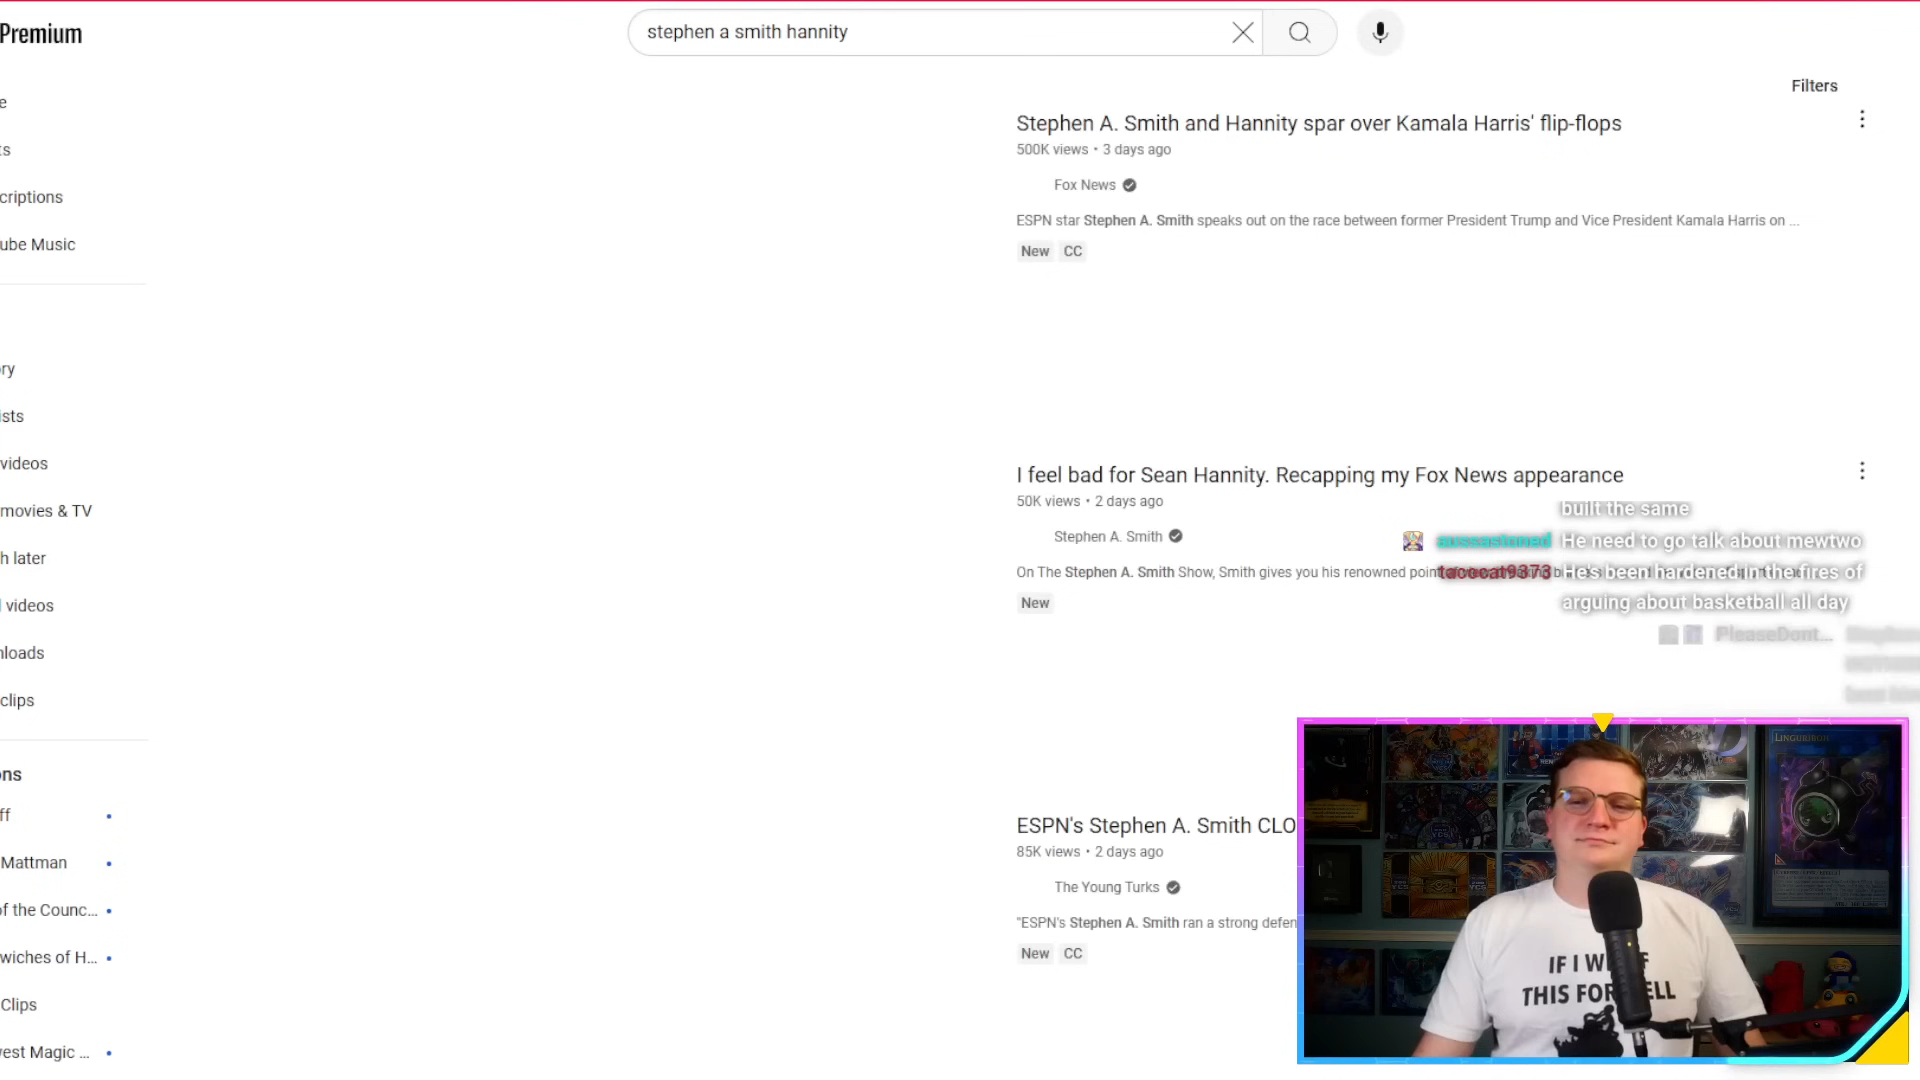 Premium
stephen a smith hannity
Filters
e
ts
criptions
ube Music
ry
ists
videos
movies & TV
h later
videos
nloads
clips
ons
ff
Mattman
of the Counc...
wiches of H...
Clips
vest Magic ...
Stephen A. Smith and Hannity spar over Kamala Harris' flip-flops
500K views • 3 days ago
Fox News
ESPN star Stephen A. Smith speaks out on the race between former President Trump and Vice President Kamala Harris on ...
New CC
I feel bad for Sean Hannity. Recapping my Fox News appearance
50K views • 2 days ago
Stephen A. Smith
On The Stephen A. Smith Show, Smith gives you his renowned point
New
built the same
aussastoned He need to go talk about mewtwo
tacocat9373 He's been hardened in the fires of
arguing about basketball all day
PleaseDont...
ESPN's Stephen A. Smith CLO
85K views • 2 days ago
The Young Turks
"ESPN's Stephen A. Smith ran a strong defen
New CC
LINGURIBOH
IF I W
THIS FOR ELL